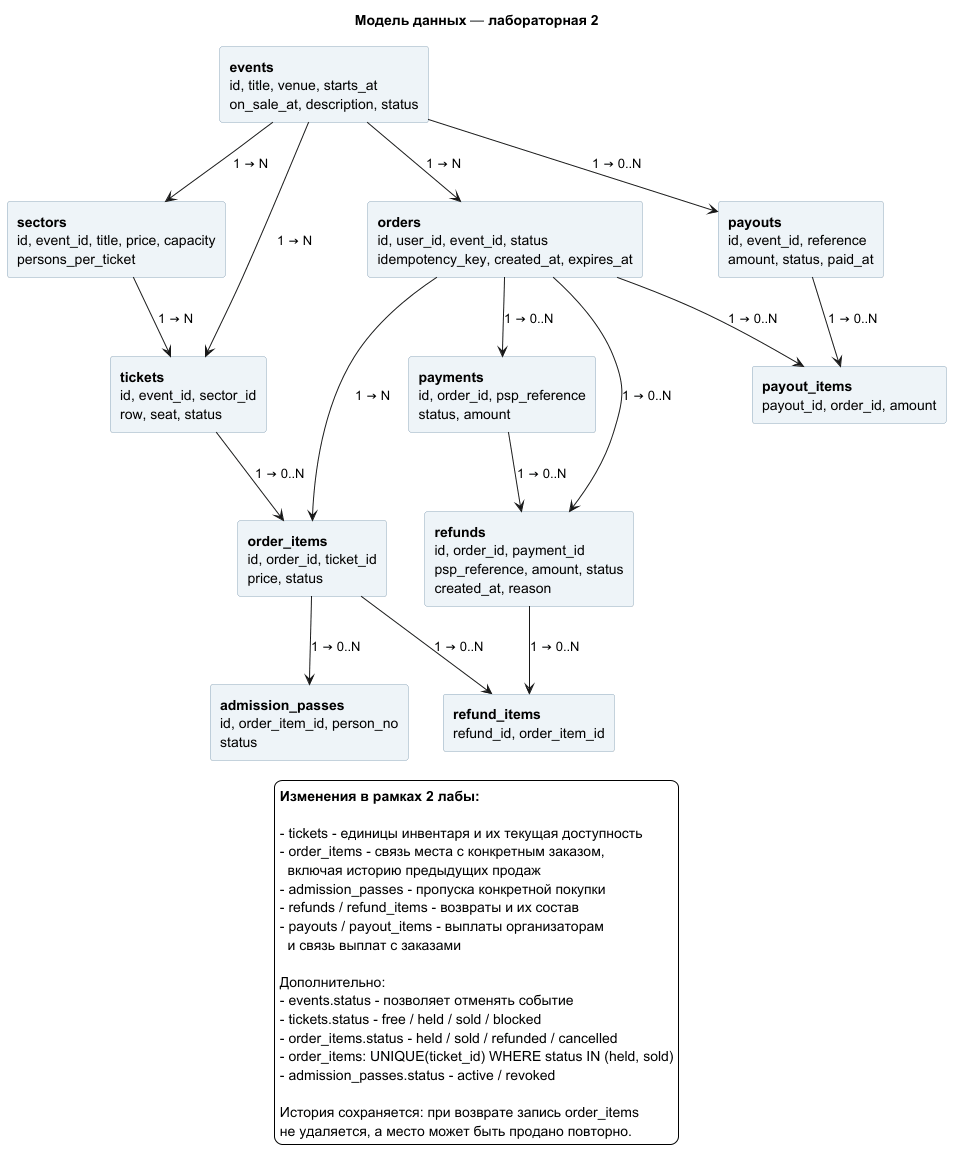 Модель данных — лабораторная 2
events
id, title, venue, starts_at
on_sale_at, description, status
1 → N
1 → N
1 → 0..N
1 → N
sectors
id, event_id, title, price, capacity
persons_per_ticket
orders
id, user_id, event_id, status
idempotency_key, created_at, expires_at
payouts
id, event_id, reference
amount, status, paid_at
1 → N
1 → 0..N
1 → 0..N
1 → 0..N
tickets
id, event_id, sector_id
row, seat, status
payments
id, order_id, psp_reference
status, amount
payout_items
payout_id, order_id, amount
1 → N
1 → 0..N
1 → 0..N
1 → 0..N
order_items
id, order_id, ticket_id
price, status
refunds
id, order_id, payment_id
psp_reference, amount, status
created_at, reason
1 → 0..N
1 → 0..N
1 → 0..N
admission_passes
id, order_item_id, person_no
status
refund_items
refund_id, order_item_id
Изменения в рамках 2 лабы:
- tickets - единицы инвентаря и их текущая доступность
- order_items - связь места с конкретным заказом,
включая историю предыдущих продаж
- admission_passes - пропуска конкретной покупки
- refunds / refund_items - возвраты и их состав
- payouts / payout_items - выплаты организаторам
и связь выплат с заказами
Дополнительно:
- events.status - позволяет отменять событие
- tickets.status - free / held / sold / blocked
- order_items.status - held / sold / refunded / cancelled
- order_items: UNIQUE(ticket_id) WHERE status IN (held, sold)
- admission_passes.status - active / revoked
История сохраняется: при возврате запись order_items
не удаляется, а место может быть продано повторно.